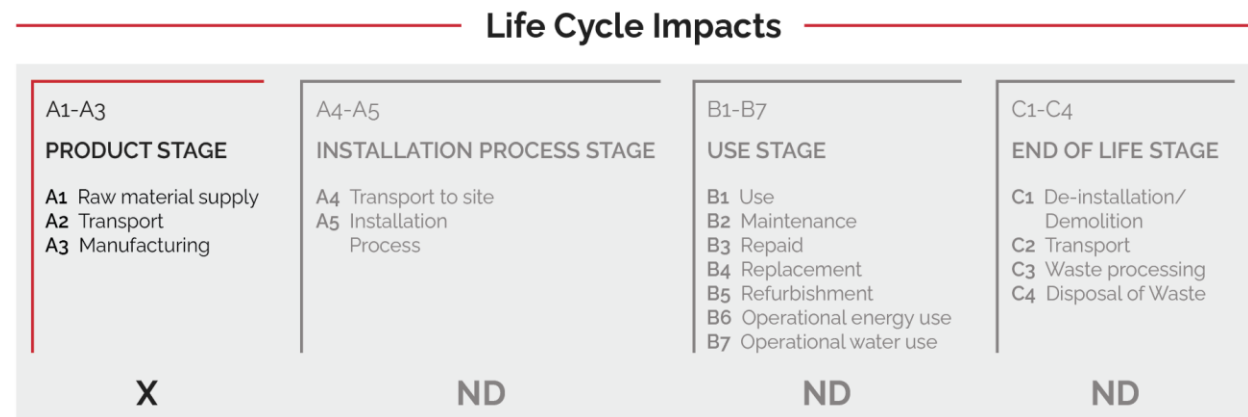 Life Cycle Impacts
A1-A3
PRODUCT STAGE
A1 Raw material supply
A2 Transport
A3 Manufacturing
X
A4-A5
INSTALLATION PROCESS STAGE
A4 Transport to site
A5 Installation
Process
ND
B1-B7
USE STAGE
B1 Use
B2 Maintenance
B3 Repaid
B4 Replacement
B5 Refurbishment
B6 Operational energy use
B7 Operational water use
ND
C1-C4
END OF LIFE STAGE
C1 De-installation/
Demolition
C2 Transport
C3 Waste processing
C4 Disposal of Waste
ND